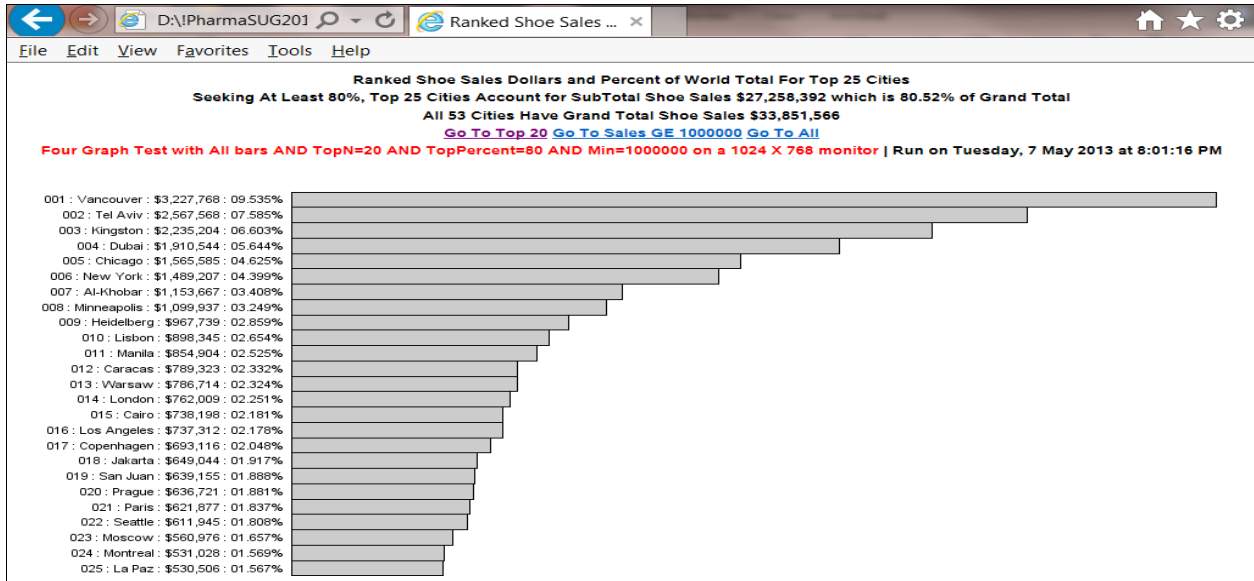 D:\!PharmaSUG201
Ranked Shoe Sales ...
File Edit View Favorites Tools Help
Ranked Shoe Sales Dollars and Percent of World Total For Top 25 Cities
Seeking At Least 80%, Top 25 Cities Account for SubTotal Shoe Sales $27,258,392 which is 80.52% of Grand Total
All 53 Cities Have Grand Total Shoe Sales $33,851,566
Go To Top 20 Go To Sales GE 1000000 Go To All
Four Graph Test with All bars AND TopN=20 AND TopPercent=80 AND Min=1000000 on a 1024 X 768 monitor | Run on Tuesday, 7 May 2013 at 8:01:16 PM
001 : Vancouver : $3,227,768 : 09.535%
002 : Tel Aviv : $2,567,568 : 07.585%
003 : Kingston : $2,235,204 : 06.603%
004 : Dubai : $1,910,544 : 05.644%
005 : Chicago : $1,565,585 : 04.625%
006 : New York : $1,489,207 : 04.399%
007 : Al-Khobar : $1,153,667 : 03.408%
008 : Minneapolis : $1,099,937 : 03.249%
009 : Heidelberg : $967,739 : 02.859%
010 : Lisbon : $898,345 : 02.654%
011 : Manila : $854,904 : 02.525%
012 : Caracas : $789,323 : 02.332%
013 : Warsaw : $786,714 : 02.324%
014 : London : $762,009 : 02.251%
015 : Cairo : $738,198 : 02.181%
016 : Los Angeles : $737,312 : 02.178%
017 : Copenhagen : $693,116 : 02.048%
018 : Jakarta : $649,044 : 01.917%
019 : San Juan : $639,155 : 01.888%
020 : Prague : $636,721 : 01.881%
021 : Paris : $621,877 : 01.837%
022 : Seattle : $611,945 : 01.808%
023 : Moscow : $560,976 : 01.657%
024 : Montreal : $531,028 : 01.569%
025 : La Paz : $530,506 : 01.567%